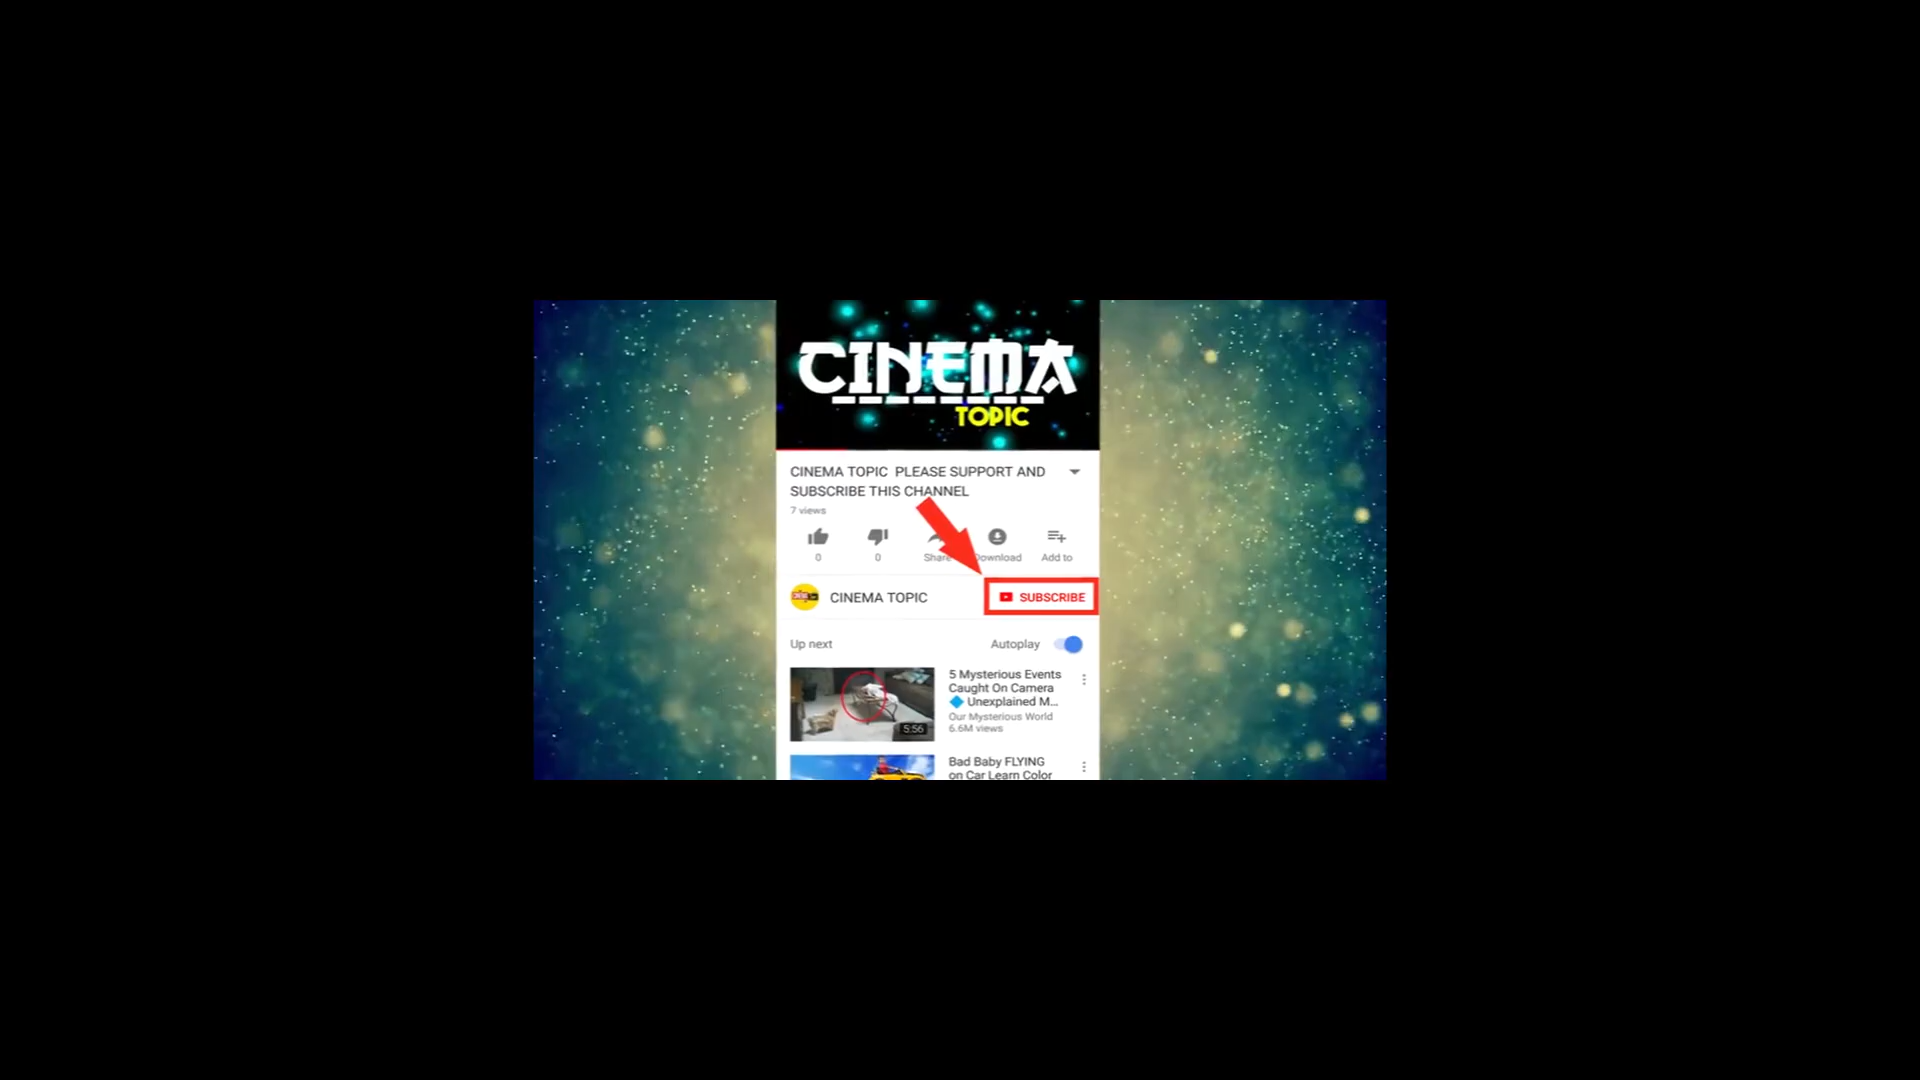 CINEMA
TOPIC
CINEMA TOPIC PLEASE SUPPORT AND
SUBSCRIBE THIS CHANNEL
7 views
0
0
Share
Download
Add to
CINEMA TOPIC
SUBSCRIBE
Up next
Autoplay
5:56
5 Mysterious Events
Caught On Camera
🔷 Unexplained M...
Our Mysterious World
6.6M views
Bad Baby FLYING
on Car Learn Color